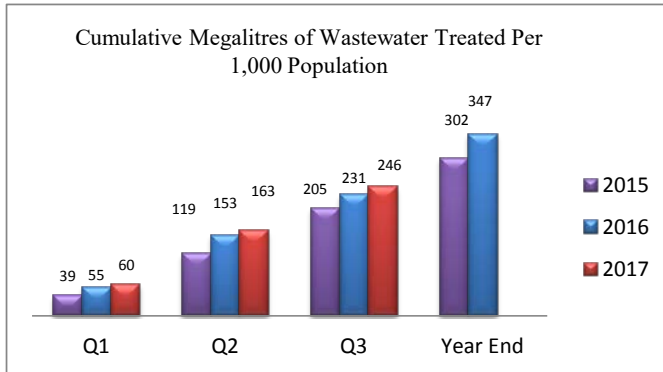 Cumulative Megalitres of Wastewater Treated Per
1,000 Population
39 55 60
119 153 163
205 231 246
302 347
Q1 Q2 Q3 Year End
2015
2016
2017